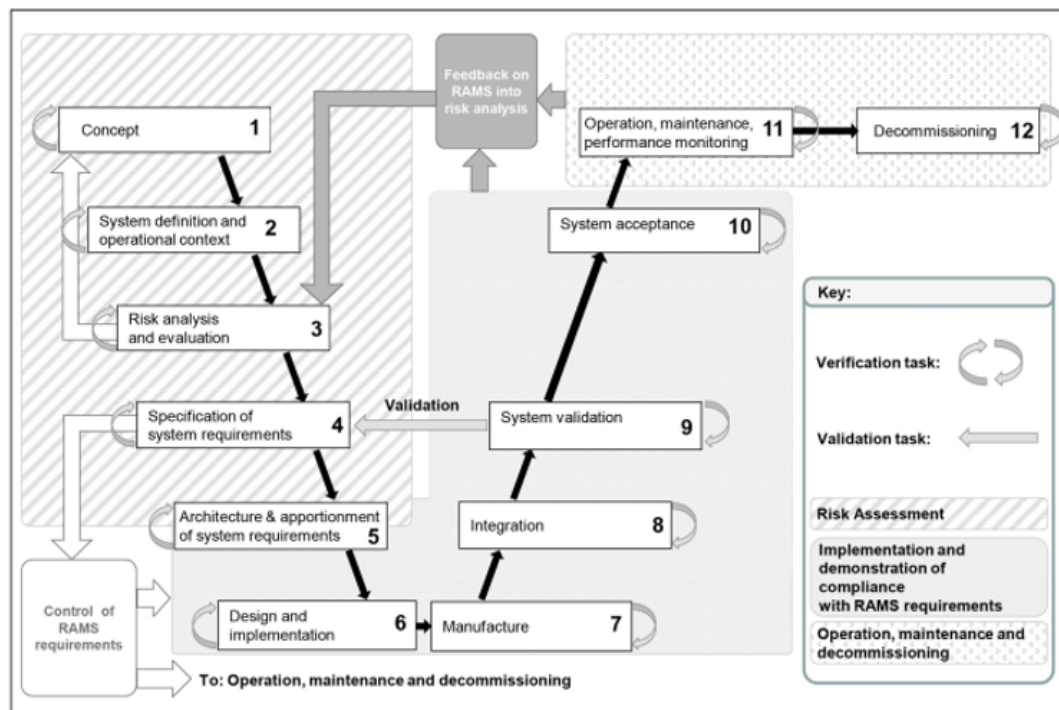 Feedback on
RAMS into
risk analysis
Concept 1
Operation, maintenance,
performance monitoring 11
Decommissioning 12
System definition and
operational context 2
System acceptance 10
Risk analysis
and evaluation 3
Key:
Verification task:
Specification of
system requirements 4
Validation
System validation 9
Validation task:
Architecture & apportionment
of system requirements 5
Integration 8
Risk Assessment
Implementation and
demonstration of
compliance
with RAMS requirements
Control of
RAMS
requirements
Design and
implementation 6
Manufacture 7
Operation, maintenance and
decommissioning
To: Operation, maintenance and decommissioning